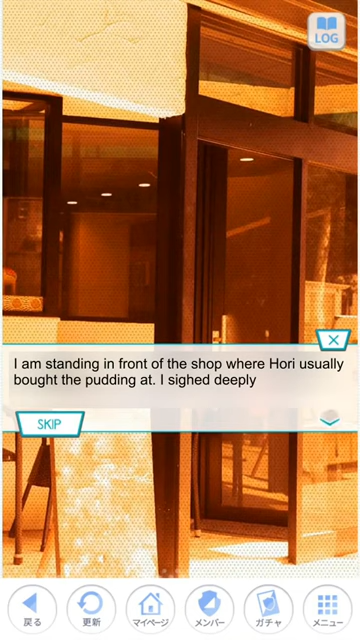 LOG
I am standing in front of the shop where Hori usually
bought the pudding at. I sighed deeply
SKIP
戻る 更新 マイページ メンバー ガチャ メニュー